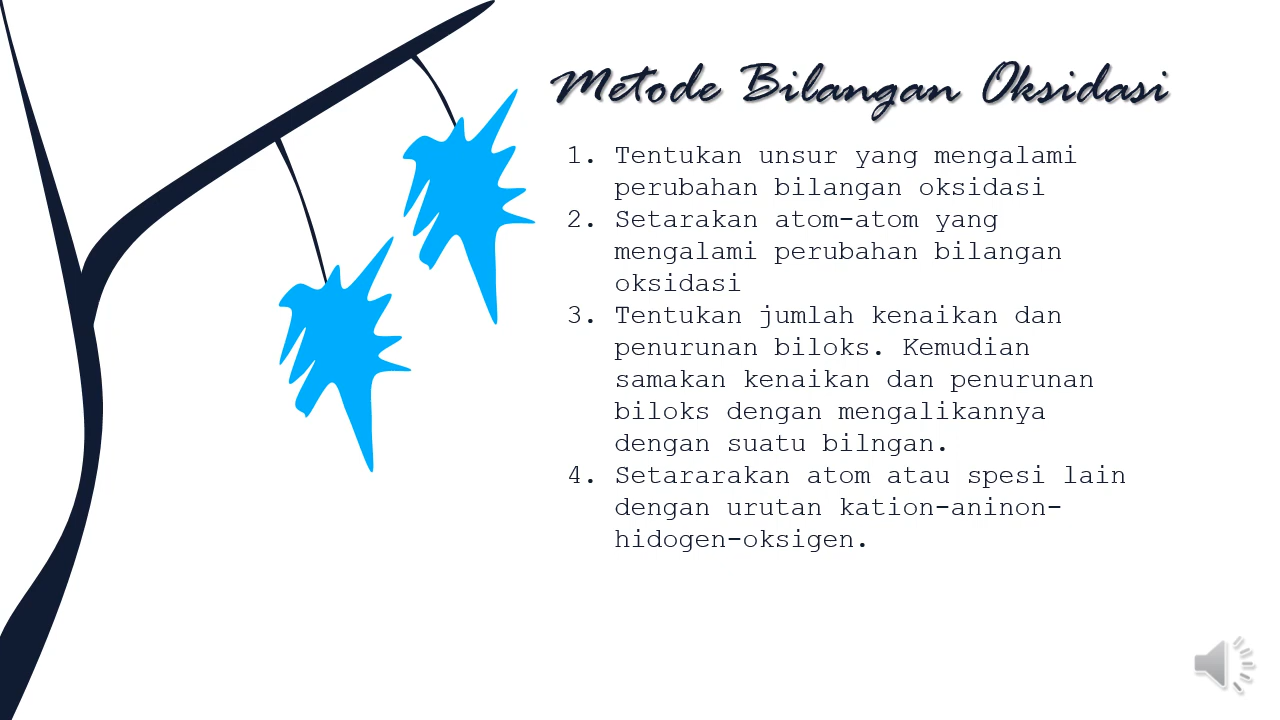 Metode Bilangan Oksidasi
1. Tentukan unsur yang mengalami
perubahan bilangan oksidasi
2. Setarakan atom-atom yang
mengalami perubahan bilangan
oksidasi
3. Tentukan jumlah kenaikan dan
penurunan biloks. Kemudian
samakan kenaikan dan penurunan
biloks dengan mengalikannya
dengan suatu bilngan.
4. Setararakan atom atau spesi lain
dengan urutan kation-aninon-
hidogen-oksigen.